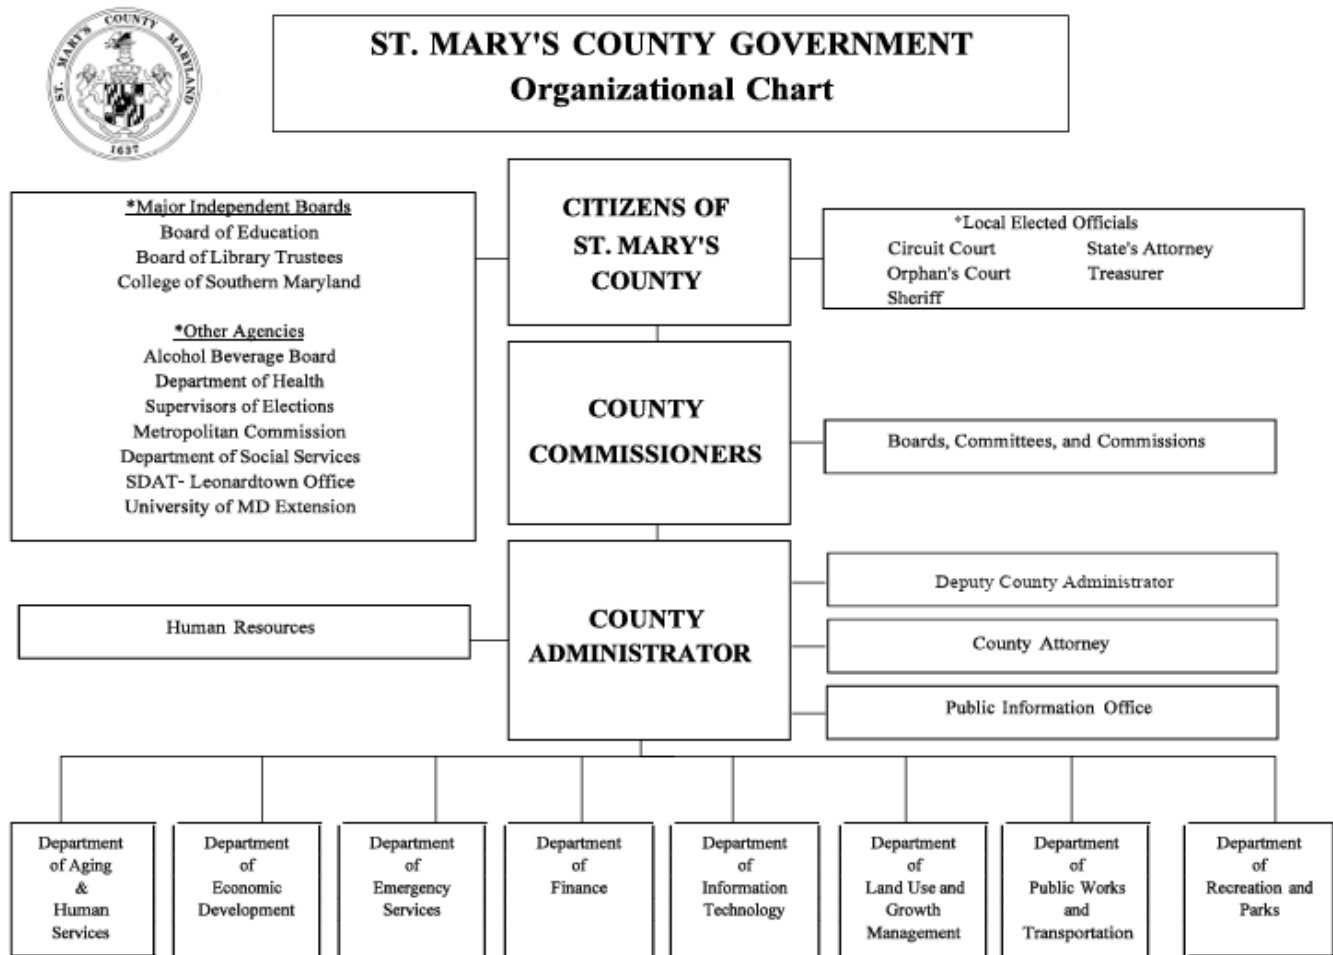 ST. MARY'S COUNTY MARYLAND
1637
ST. MARY'S COUNTY GOVERNMENT
Organizational Chart
*Major Independent Boards
Board of Education
Board of Library Trustees
College of Southern Maryland
*Other Agencies
Alcohol Beverage Board
Department of Health
Supervisors of Elections
Metropolitan Commission
Department of Social Services
SDAT- Leonardtown Office
University of MD Extension
CITIZENS OF
ST. MARY'S
COUNTY
*Local Elected Officials
Circuit Court State's Attorney
Orphan's Court Treasurer
Sheriff
COUNTY
COMMISSIONERS
Boards, Committees, and Commissions
COUNTY
ADMINISTRATOR
Human Resources
Deputy County Administrator
County Attorney
Public Information Office
Department
of Aging
&
Human
Services
Department
of
Economic
Development
Department
of
Emergency
Services
Department
of
Finance
Department
of
Information
Technology
Department
of
Land Use and
Growth
Management
Department
of
Public Works
and
Transportation
Department
of
Recreation and
Parks